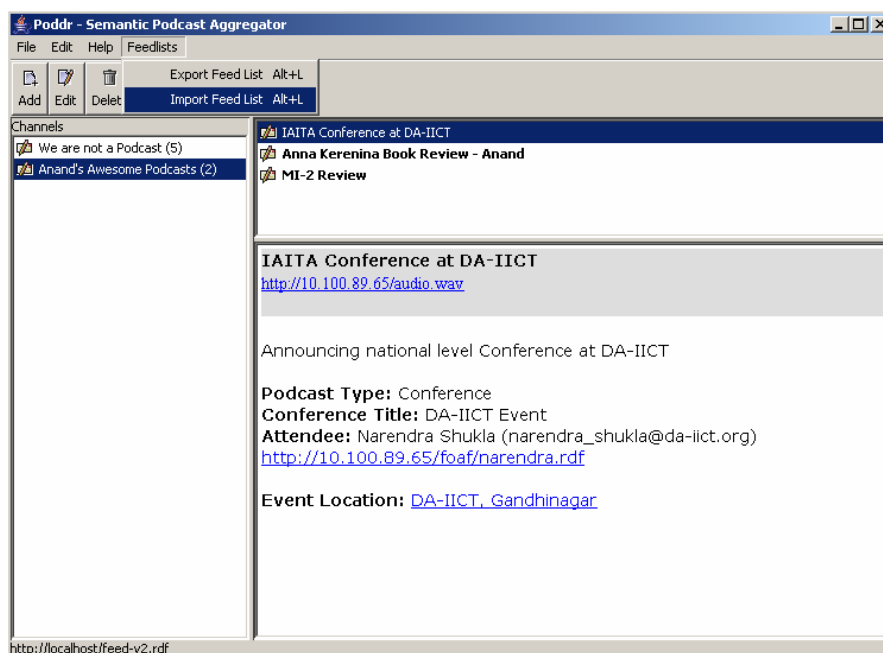 Poddr - Semantic Podcast Aggregator
File Edit Help Feedlists
Export Feed List Alt+L
Import Feed List Alt+L
Add Edit Delet
Channels
We are not a Podcast (5)
Anand's Awesome Podcasts (2)
IAITA Conference at DA-IICT
Anna Kerenina Book Review - Anand
MI-2 Review
IAITA Conference at DA-IICT
http://10.100.89.65/audio.wav
Announcing national level Conference at DA-IICT
Podcast Type: Conference
Conference Title: DA-IICT Event
Attendee: Narendra Shukla (narendra_shukla@da-iict.org)
http://10.100.89.65/foaf/narendra.rdf
Event Location: DA-IICT, Gandhinagar
http://localhost/feed-v2.rdf